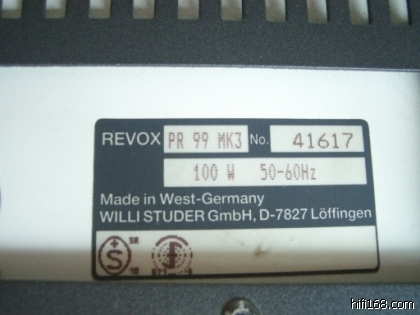 REVOX PR 99 MK3 No. 41617
100 W 50-60Hz
Made in West-Germany
WILLI STUDER GmbH, D-7827 Löffingen
S
hifi168.com